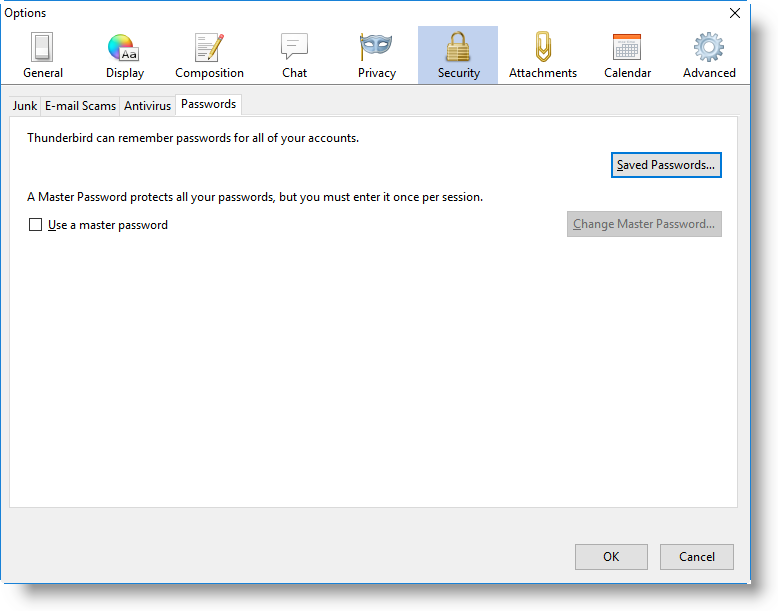 Options
General Display Composition Chat Privacy Security Attachments Calendar Advanced
Junk E-mail Scams Antivirus Passwords
Thunderbird can remember passwords for all of your accounts.
Saved Passwords...
A Master Password protects all your passwords, but you must enter it once per session.
Use a master password Change Master Password...
OK Cancel